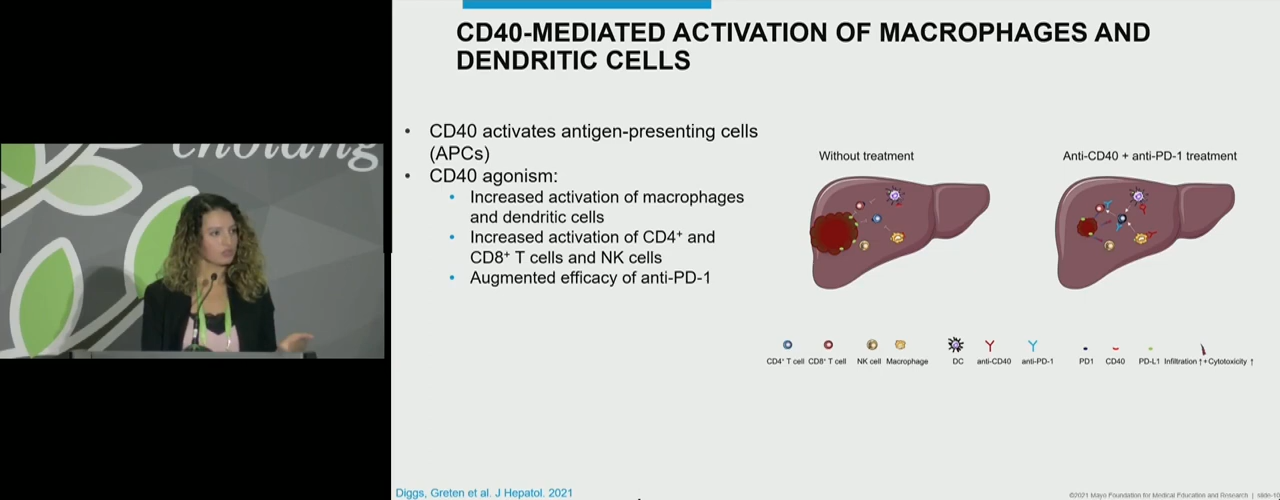 cholang
CD40-MEDIATED ACTIVATION OF MACROPHAGES AND
DENDRITIC CELLS
• CD40 activates antigen-presenting cells
(APCs)
• CD40 agonism:
• Increased activation of macrophages
and dendritic cells
• Increased activation of CD4⁺ and
CD8⁺ T cells and NK cells
• Augmented efficacy of anti-PD-1
Without treatment
Anti-CD40 + anti-PD-1 treatment
CD4⁺ T cell CD8⁺ T cell NK cell Macrophage DC anti-CD40 anti-PD-1 PD1 CD40 PD-L1 Infiltration ↑+Cytotoxicity ↑
Diggs, Greten et al. J Hepatol. 2021
©2021 Mayo Foundation for Medical Education and Research |